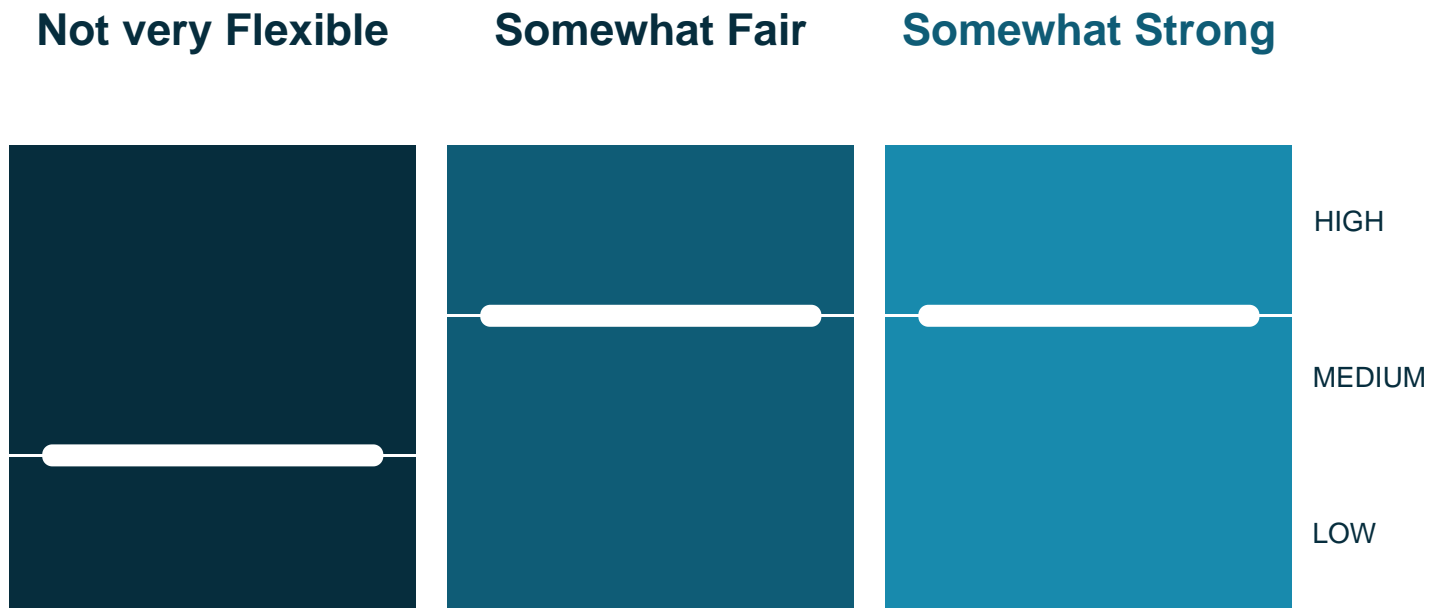 Not very Flexible
Somewhat Fair
Somewhat Strong
HIGH
MEDIUM
LOW